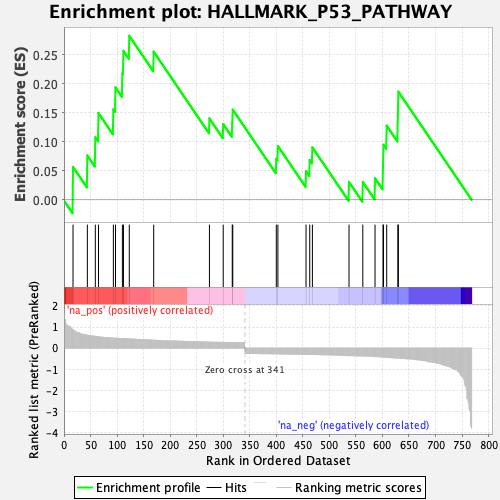 Enrichment plot: HALLMARK_P53_PATHWAY
Enrichment score (ES)
0.25
0.20
0.15
0.10
0.05
0.00
'na_pos' (positively correlated)
Ranked list metric (PreRanked)
2
1
0
-1
-2
-3
-4
Zero cross at 341
'na_neg' (negatively correlated)
0 50 100 150 200 250 300 350 400 450 500 550 600 650 700 750 800
Rank in Ordered Dataset
Enrichment profile Hits Ranking metric scores